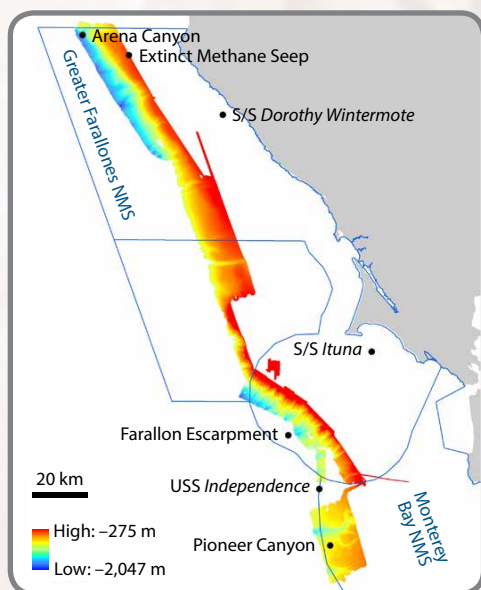 Arena Canyon
Extinct Methane Seep
Greater Farallones NMS
S/S Dorothy Wintermote
S/S Ituna
Farallon Escarpment
20 km
USS Independence
Monterey
Bay NMS
High: –275 m
Pioneer Canyon
Low: –2,047 m